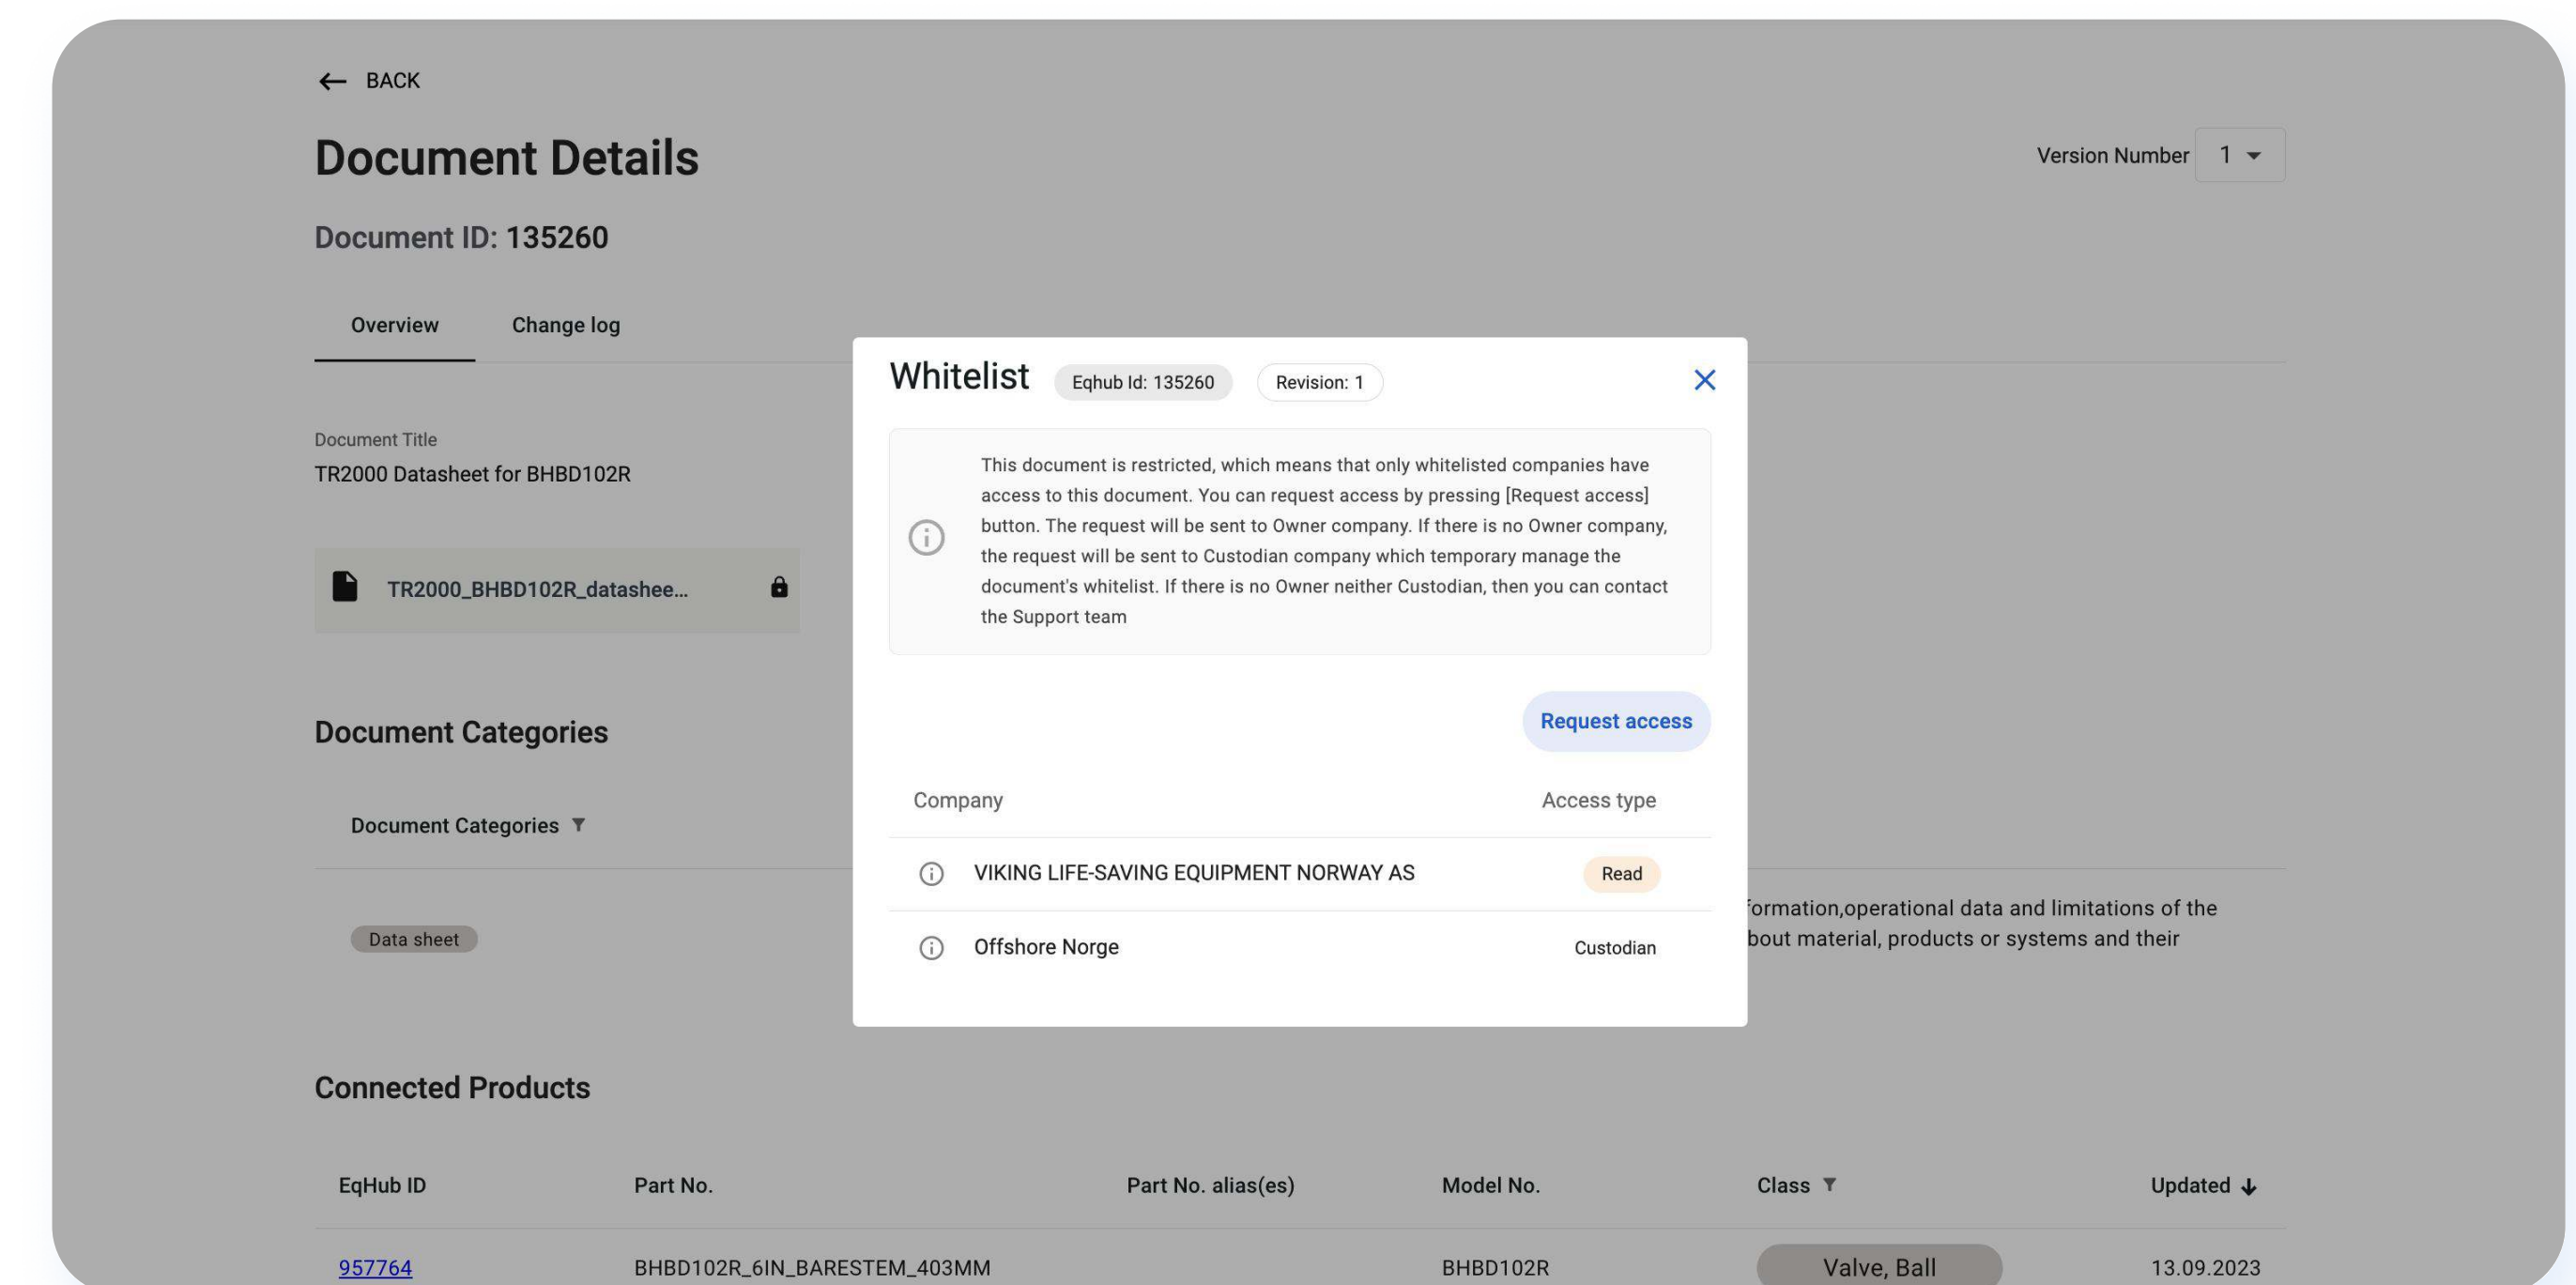 BACK
Document Details
Version Number 1
Document ID: 135260
Overview Change log
Document Title
TR2000 Datasheet for BHBD102R
TR2000_BHBD102R_datashee...
Document Categories
Document Categories
Data sheet
Whitelist Eqhub Id: 135260 Revision: 1
This document is restricted, which means that only whitelisted companies have
access to this document. You can request access by pressing [Request access]
button. The request will be sent to Owner company. If there is no Owner company,
the request will be sent to Custodian company which temporary manage the
document's whitelist. If there is no Owner neither Custodian, then you can contact
the Support team
Request access
Company Access type
VIKING LIFE-SAVING EQUIPMENT NORWAY AS Read
Offshore Norge Custodian
formation,operational data and limitations of the
bout material, products or systems and their
Connected Products
EqHub ID Part No. Part No. alias(es) Model No. Class Updated
957764 BHBD102R_6IN_BARESTEM_403MM BHBD102R Valve, Ball 13.09.2023